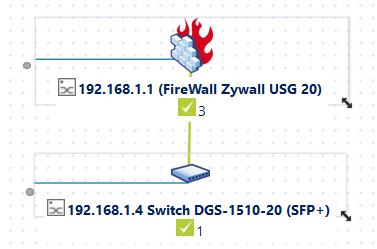 192.168.1.1 (FireWall Zywall USG 20)
3
192.168.1.4 Switch DGS-1510-20 (SFP+)
1